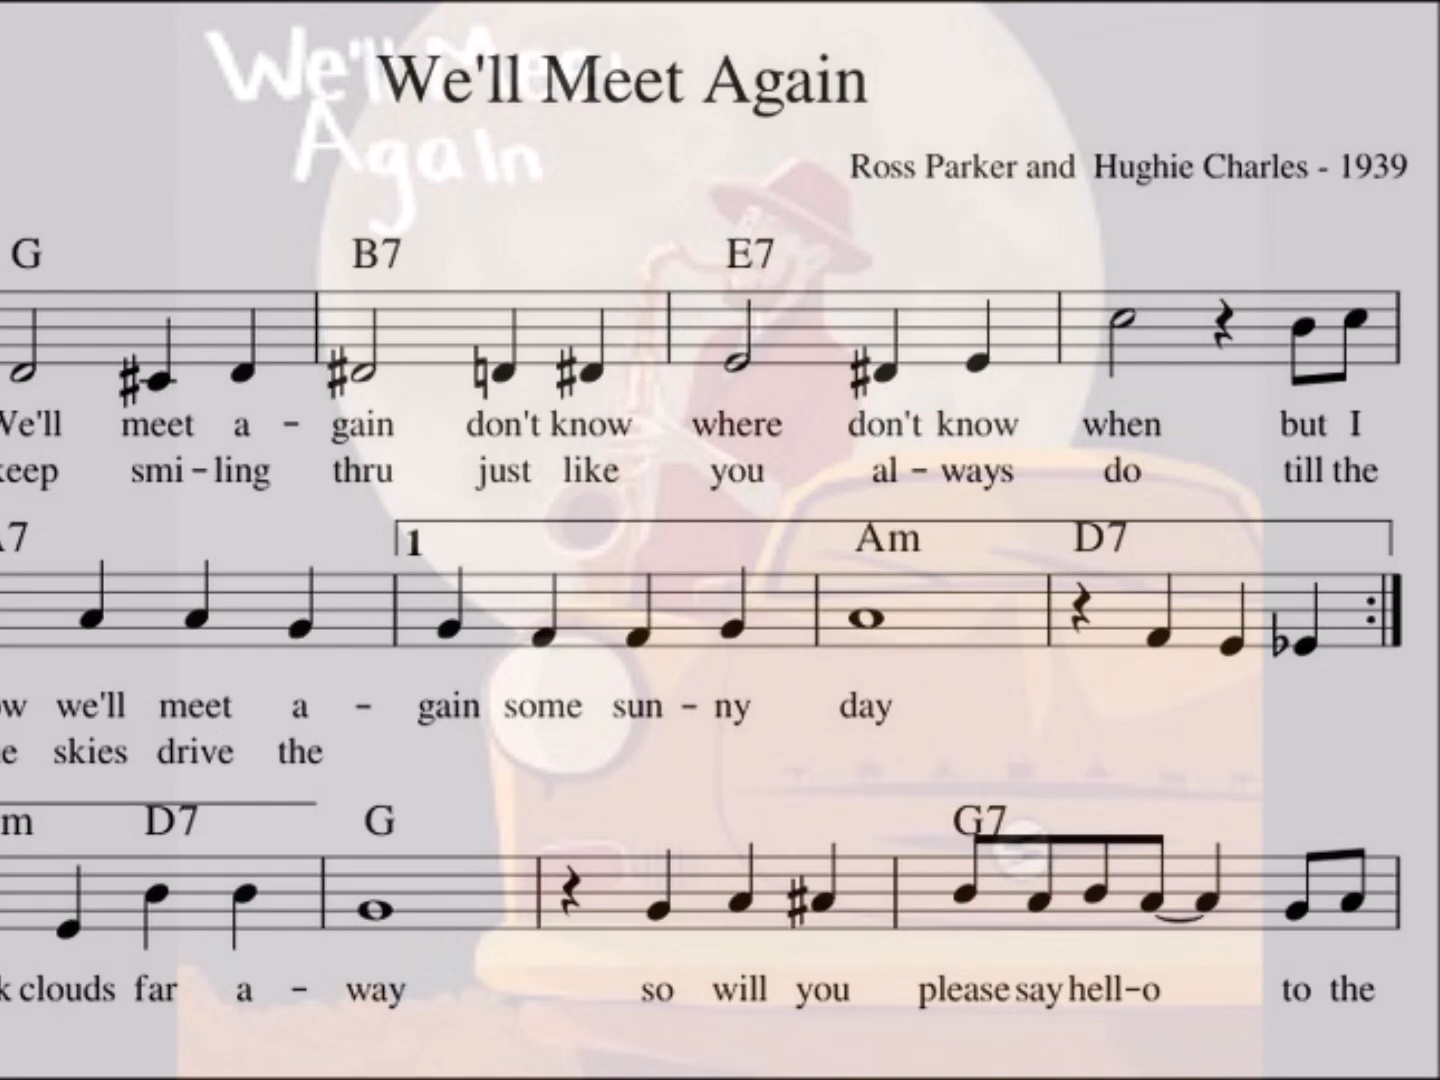 We'll Meet Again
We'll Meet Again
Ross Parker and Hughie Charles - 1939
G B7 E7
We'll meet a - gain don't know where don't know when but I
keep smi - ling thru just like you al - ways do till the
1 Am D7
we'll meet a - gain some sun - ny day
skies drive the
D7 G G7
clouds far a - way so will you please say hell-o to the